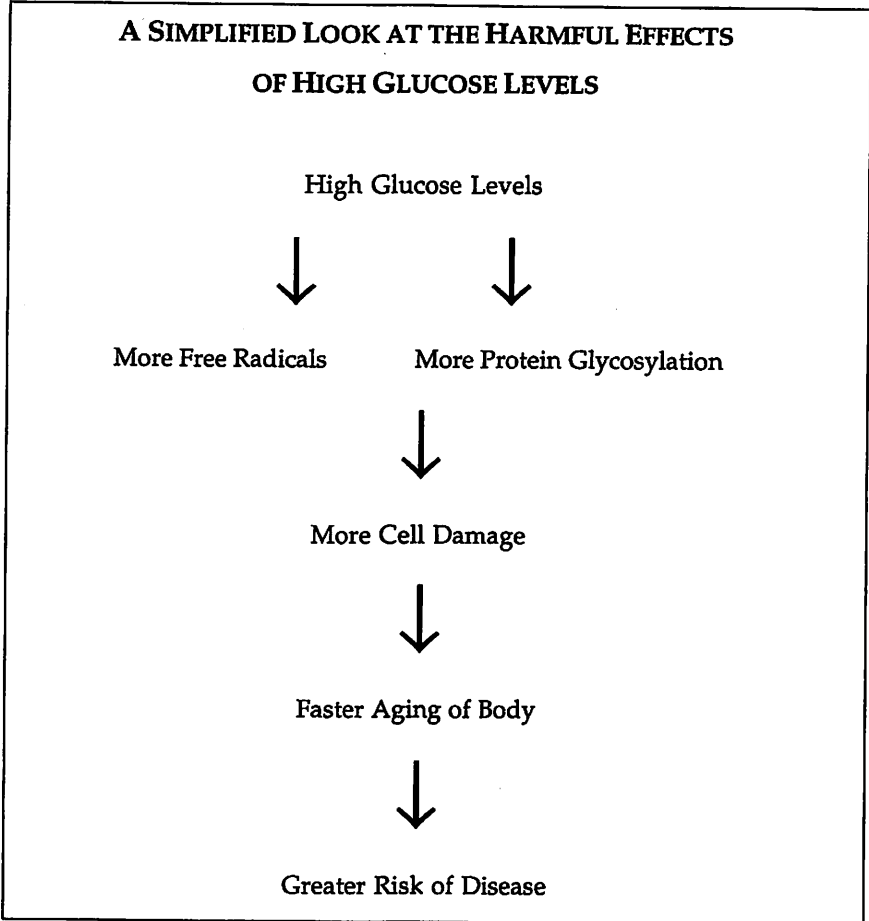 A SIMPLIFIED LOOK AT THE HARMFUL EFFECTS
OF HIGH GLUCOSE LEVELS
High Glucose Levels
More Free Radicals More Protein Glycosylation
More Cell Damage
Faster Aging of Body
Greater Risk of Disease